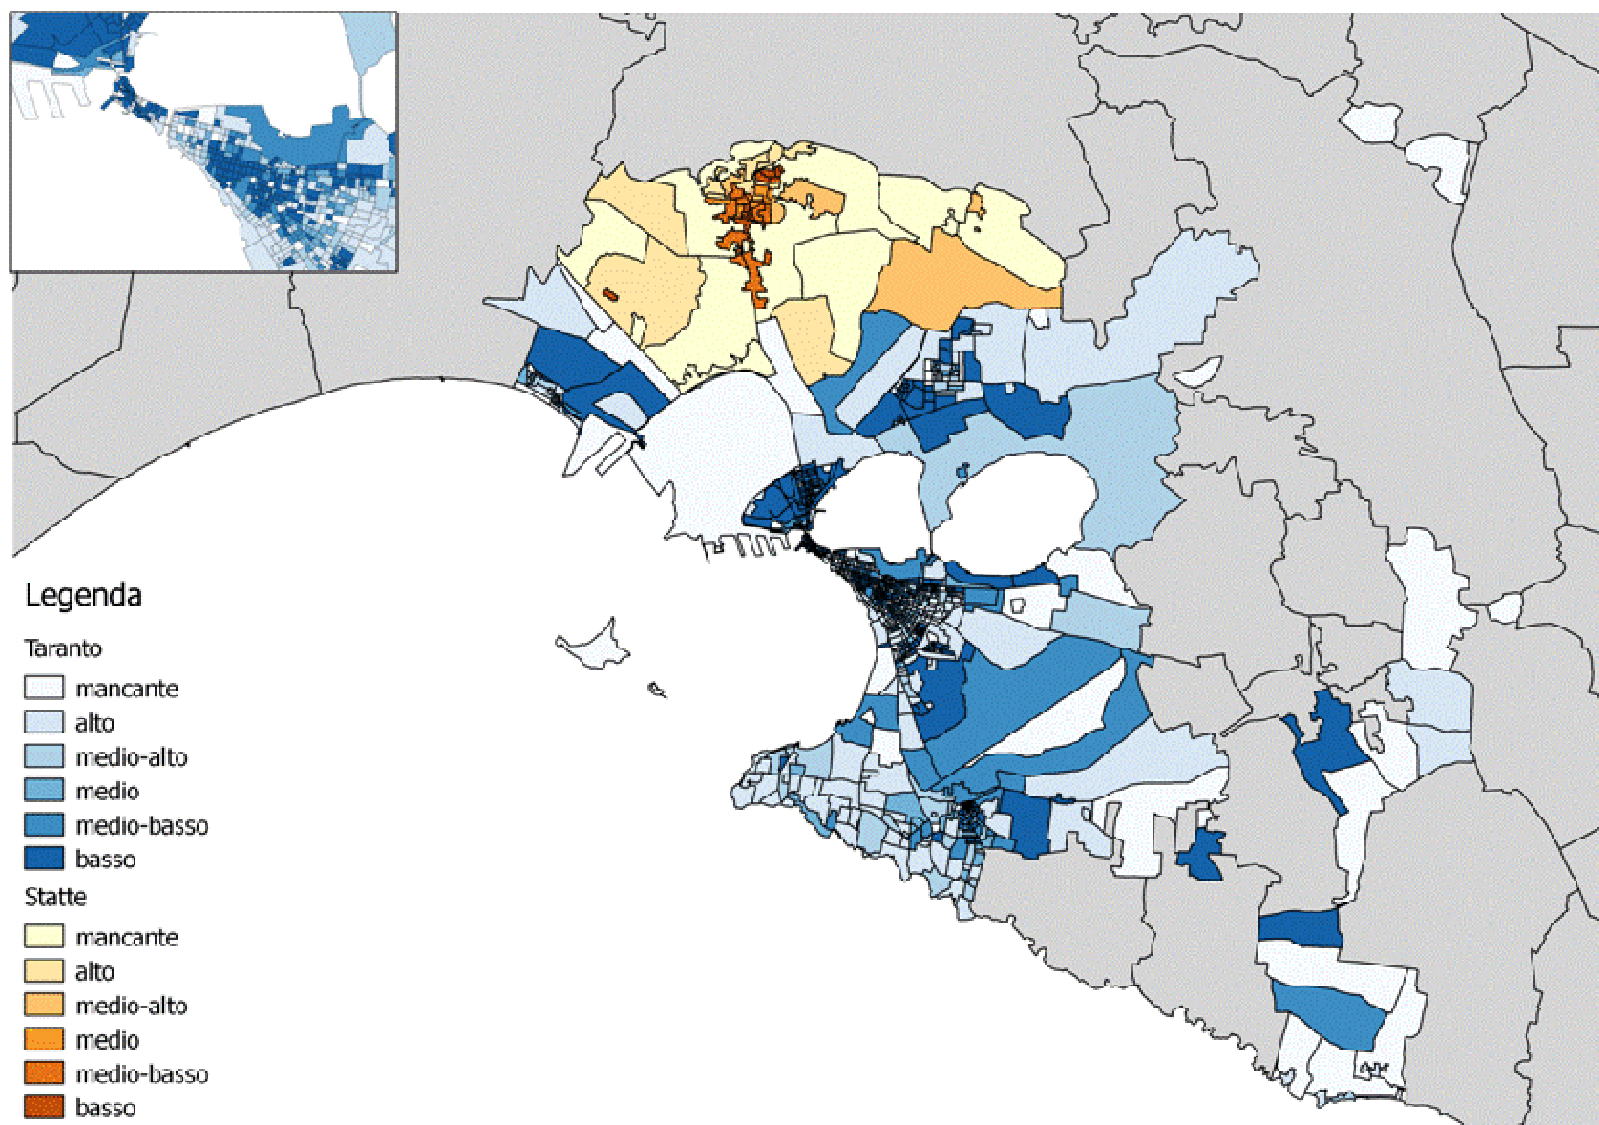 Legenda
Taranto
mancante
alto
medio-alto
medio
medio-basso
basso
Statte
mancante
alto
medio-alto
medio
medio-basso
basso